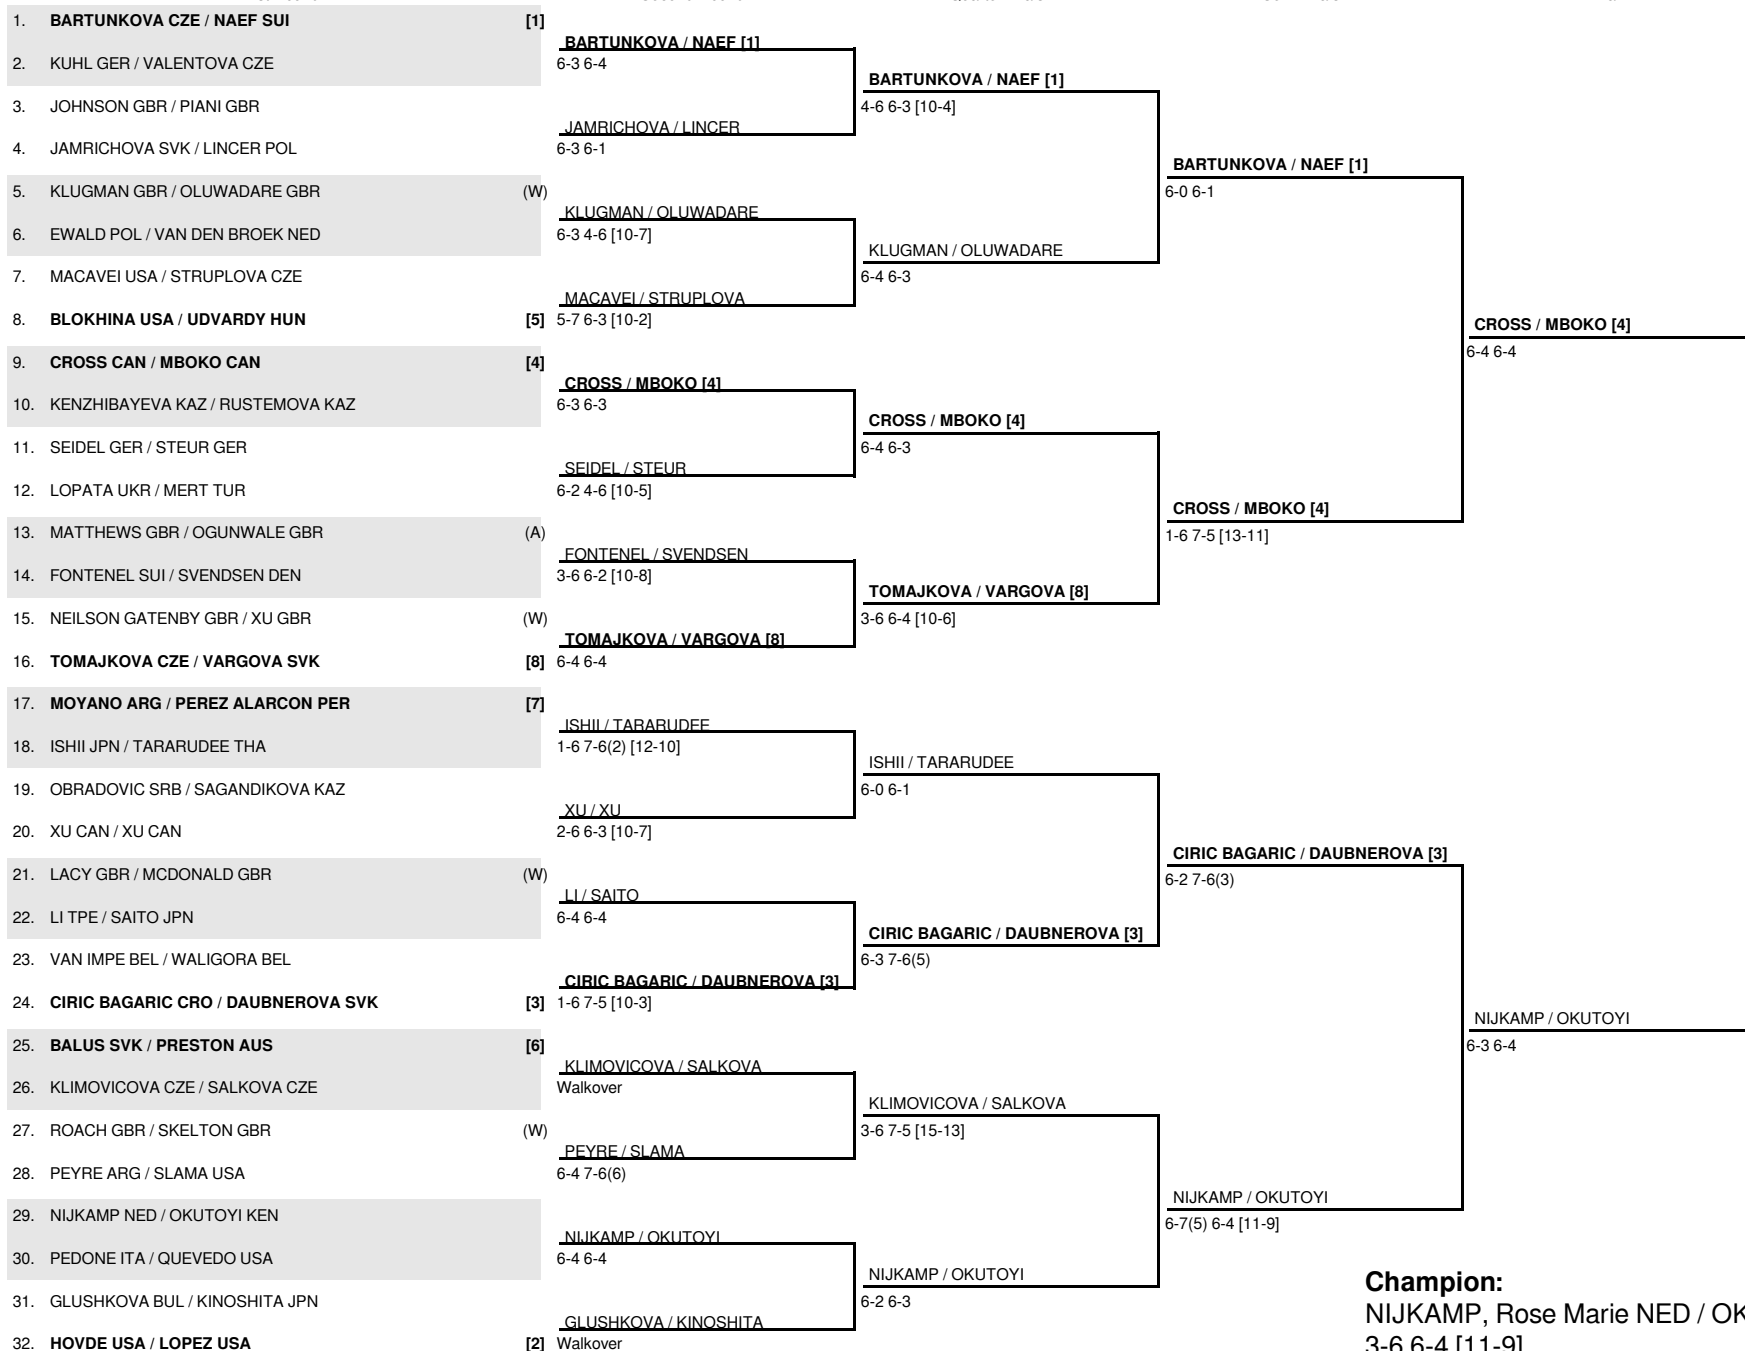 1. BARTUNKOVA CZE / NAEF SUI [1]
BARTUNKOVA / NAEF [1]
2. KUHL GER / VALENTOVA CZE
6-3 6-4
BARTUNKOVA / NAEF [1]
3. JOHNSON GBR / PIANI GBR
4-6 6-3 [10-4]
JAMRICHOVA / LINCER
4. JAMRICHOVA SVK / LINCER POL
6-3 6-1
BARTUNKOVA / NAEF [1]
5. KLUGMAN GBR / OLUWADARE GBR (W)
6-0 6-1
KLUGMAN / OLUWADARE
6. EWALD POL / VAN DEN BROEK NED
6-3 4-6 [10-7]
KLUGMAN / OLUWADARE
7. MACAVEI USA / STRUPLOVA CZE
6-4 6-3
MACAVEI / STRUPLOVA
8. BLOKHINA USA / UDVARDY HUN [5]
5-7 6-3 [10-2]
CROSS / MBOKO [4]
6-4 6-4
9. CROSS CAN / MBOKO CAN [4]
CROSS / MBOKO [4]
10. KENZHIBAYEVA KAZ / RUSTEMOVA KAZ
6-3 6-3
CROSS / MBOKO [4]
11. SEIDEL GER / STEUR GER
6-4 6-3
SEIDEL / STEUR
12. LOPATA UKR / MERT TUR
6-2 4-6 [10-5]
CROSS / MBOKO [4]
13. MATTHEWS GBR / OGUNWALE GBR (A)
1-6 7-5 [13-11]
FONTENEL / SVENDSEN
14. FONTENEL SUI / SVENDSEN DEN
3-6 6-2 [10-8]
TOMAJKOVA / VARGOVA [8]
15. NEILSON GATENBY GBR / XU GBR (W)
3-6 6-4 [10-6]
TOMAJKOVA / VARGOVA [8]
16. TOMAJKOVA CZE / VARGOVA SVK [8]
6-4 6-4
17. MOYANO ARG / PEREZ ALARCON PER [7]
ISHII / TARARUDEE
18. ISHII JPN / TARARUDEE THA
1-6 7-6(2) [12-10]
ISHII / TARARUDEE
19. OBRADOVIC SRB / SAGANDIKOVA KAZ
6-0 6-1
XU / XU
20. XU CAN / XU CAN
2-6 6-3 [10-7]
CIRIC BAGARIC / DAUBNEROVA [3]
21. LACY GBR / MCDONALD GBR (W)
6-2 7-6(3)
LI / SAITO
22. LI TPE / SAITO JPN
6-4 6-4
CIRIC BAGARIC / DAUBNEROVA [3]
23. VAN IMPE BEL / WALIGORA BEL
6-3 7-6(5)
CIRIC BAGARIC / DAUBNEROVA [3]
24. CIRIC BAGARIC CRO / DAUBNEROVA SVK [3]
1-6 7-5 [10-3]
NIJKAMP / OKUTOYI
25. BALUS SVK / PRESTON AUS [6]
6-3 6-4
KLIMOVICOVA / SALKOVA
26. KLIMOVICOVA CZE / SALKOVA CZE
Walkover
KLIMOVICOVA / SALKOVA
27. ROACH GBR / SKELTON GBR (W)
3-6 7-5 [15-13]
PEYRE / SLAMA
28. PEYRE ARG / SLAMA USA
6-4 7-6(6)
NIJKAMP / OKUTOYI
29. NIJKAMP NED / OKUTOYI KEN
6-7(5) 6-4 [11-9]
NIJKAMP / OKUTOYI
30. PEDONE ITA / QUEVEDO USA
6-4 6-4
NIJKAMP / OKUTOYI
31. GLUSHKOVA BUL / KINOSHITA JPN
6-2 6-3
GLUSHKOVA / KINOSHITA
32. HOVDE USA / LOPEZ USA [2]
Walkover
Champion:
NIJKAMP, Rose Marie NED / OK
3-6 6-4 [11-9]